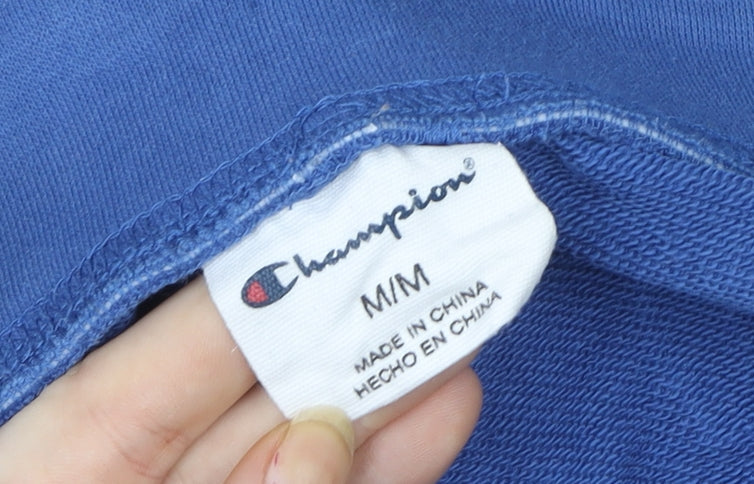 Champion®
M/M
MADE IN CHINA
HECHO EN CHINA